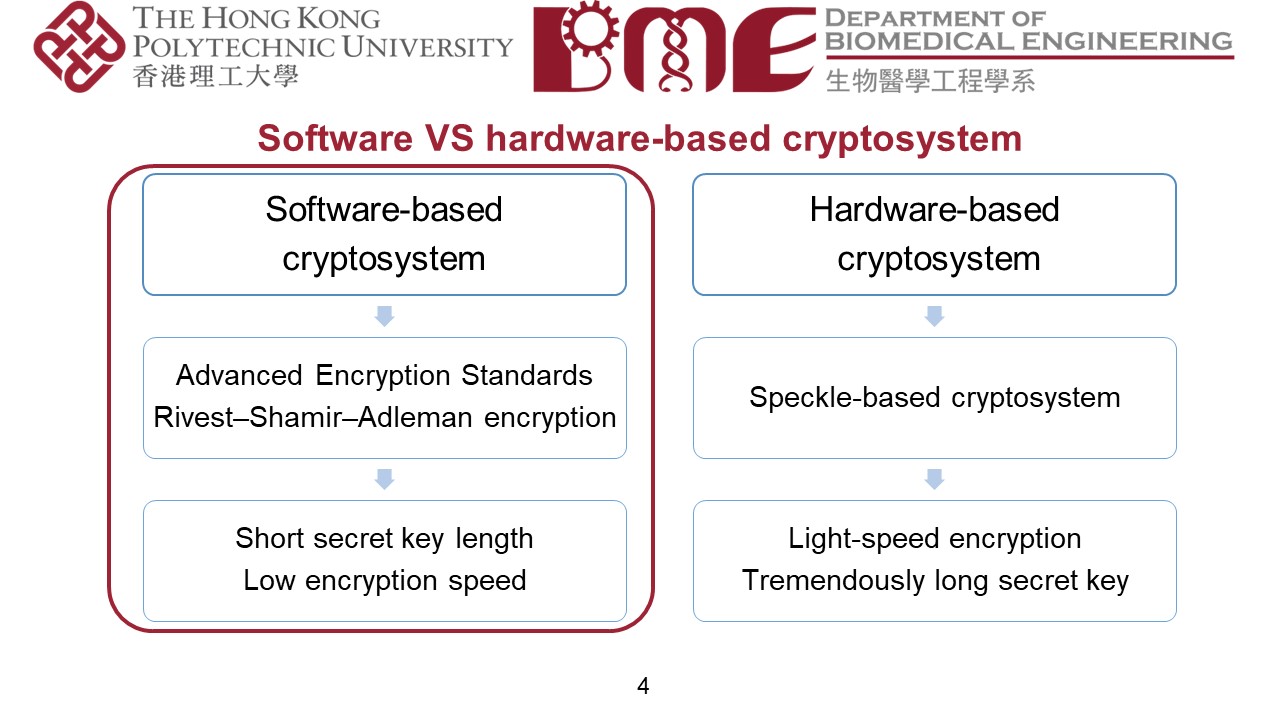 THE HONG KONG
POLYTECHNIC UNIVERSITY
香港理工大學
BME
DEPARTMENT OF
BIOMEDICAL ENGINEERING
生物醫學工程學系
Software VS hardware-based cryptosystem
Software-based
cryptosystem
Advanced Encryption Standards
Rivest–Shamir–Adleman encryption
Short secret key length
Low encryption speed
Hardware-based
cryptosystem
Speckle-based cryptosystem
Light-speed encryption
Tremendously long secret key
4